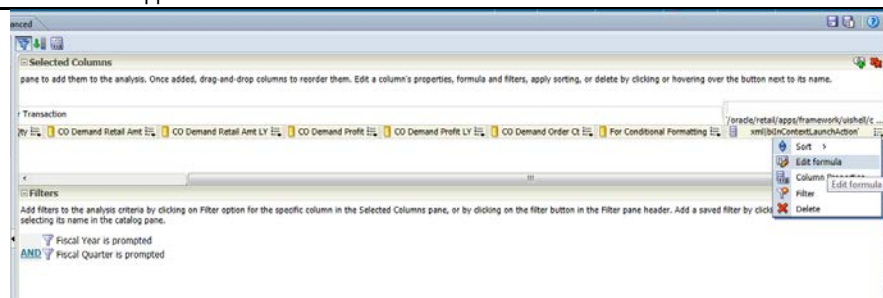 anced
Selected Columns
pane to add them to the analysis. Once added, drag-and-drop columns to reorder them. Edit a column's properties, formula and filters, apply sorting, or delete by clicking or hovering over the button next to its name.
Transaction
/oracle/retail/apps/framework/uishell/c ...
CO Demand Retail Amt CO Demand Retail Amt LY CO Demand Profit CO Demand Profit LY CO Demand Order Ct For Conditional Formatting xml|biInContextLaunchAction'
Sort >
Edit formula
Column Properties
Edit formula
Filter
Delete
Filters
Add filters to the analysis criteria by clicking on Filter option for the specific column in the Selected Columns pane, or by clicking on the filter button in the Filter pane header. Add a saved filter by
selecting its name in the catalog pane.
Fiscal Year is prompted
AND Fiscal Quarter is prompted